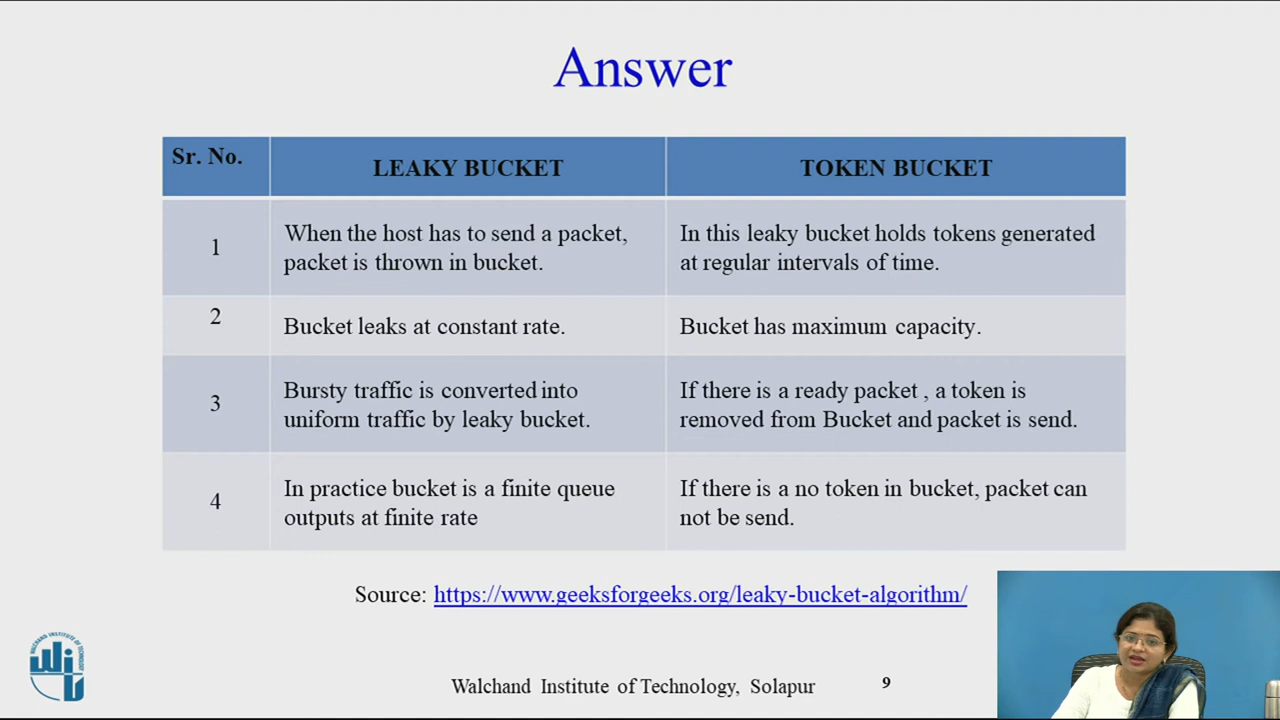 Answer
Sr. No.
LEAKY BUCKET
TOKEN BUCKET
1
When the host has to send a packet,
packet is thrown in bucket.
In this leaky bucket holds tokens generated
at regular intervals of time.
2
Bucket leaks at constant rate.
Bucket has maximum capacity.
3
Bursty traffic is converted into
uniform traffic by leaky bucket.
If there is a ready packet , a token is
removed from Bucket and packet is send.
4
In practice bucket is a finite queue
outputs at finite rate
If there is a no token in bucket, packet can
not be send.
Source: https://www.geeksforgeeks.org/leaky-bucket-algorithm/
WALCHAND INSTITUTE OF TECHNOLOGY
WIT
Walchand Institute of Technology, Solapur
9